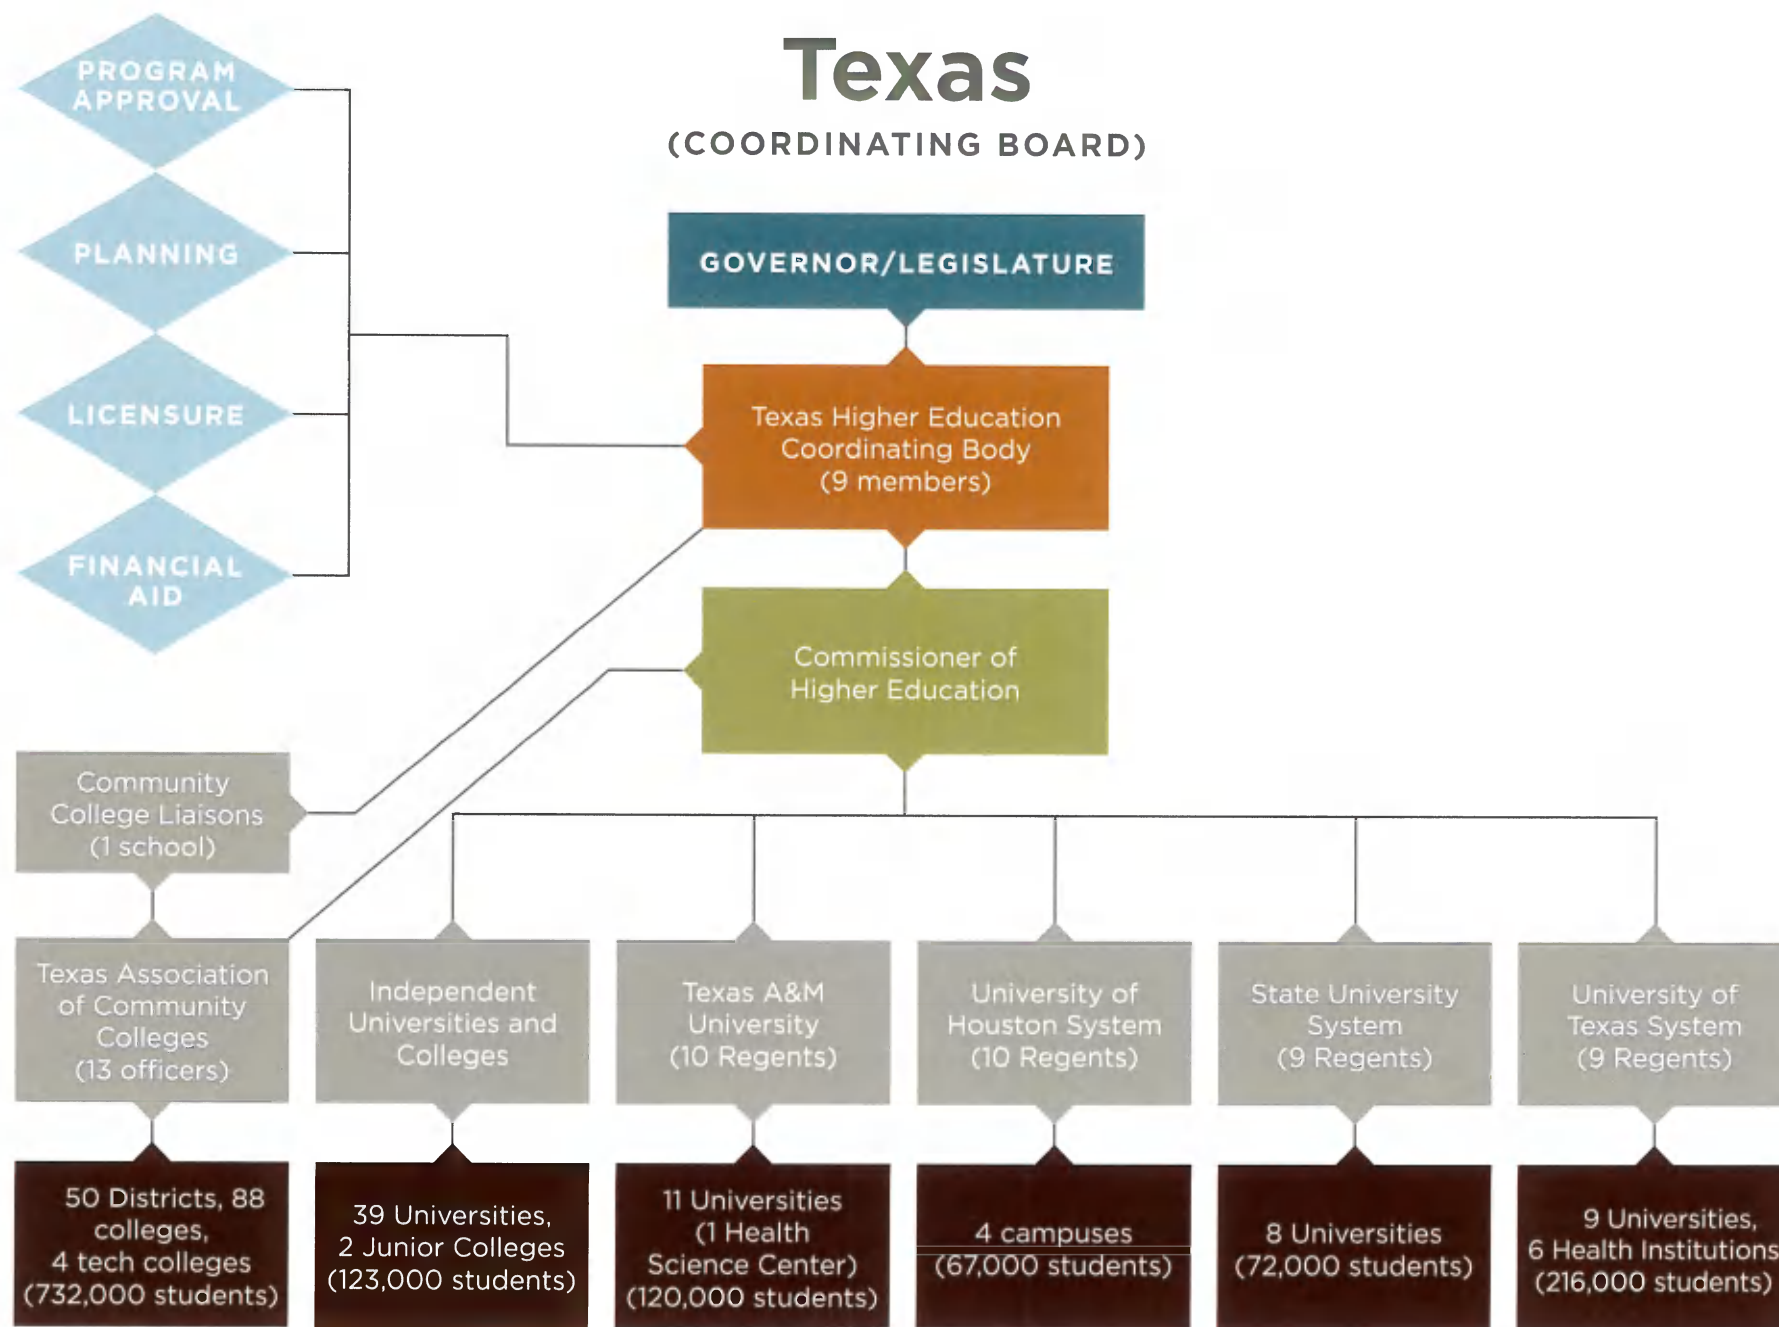 Texas
(COORDINATING BOARD)
PROGRAM
APPROVAL
PLANNING
LICENSURE
FINANCIAL
AID
GOVERNOR/LEGISLATURE
Texas Higher Education
Coordinating Body
(9 members)
Commissioner of
Higher Education
Community
College Liaisons
(1 school)
Texas Association
of Community
Colleges
(13 officers)
Independent
Universities and
Colleges
Texas A&M
University
(10 Regents)
University of
Houston System
(10 Regents)
State University
System
(9 Regents)
University of
Texas System
(9 Regents)
50 Districts, 88
colleges,
4 tech colleges
(732,000 students)
39 Universities,
2 Junior Colleges
(123,000 students)
11 Universities
(1 Health
Science Center)
(120,000 students)
4 campuses
(67,000 students)
8 Universities
(72,000 students)
9 Universities,
6 Health Institutions
(216,000 students)